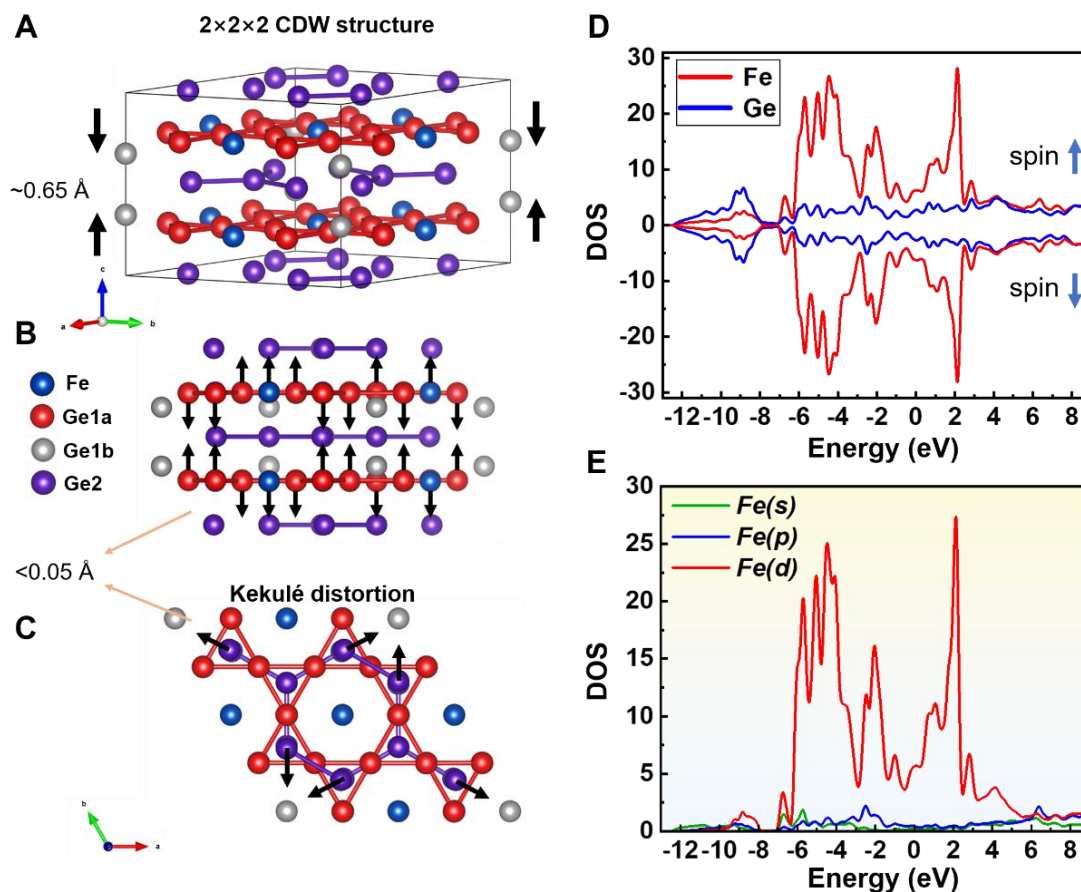 A
2×2×2 CDW structure
~0.65 Å
c
a
b
B
Fe
Ge1a
Ge1b
Ge2
<0.05 Å
Kekulé distortion
C
b
a
D
Fe
Ge
spin
spin
DOS
30
20
10
0
-10
-20
-30
-12 -10 -8 -6 -4 -2 0 2 4 6 8
Energy (eV)
E
Fe(s)
Fe(p)
Fe(d)
DOS
30
25
20
15
10
5
0
-12 -10 -8 -6 -4 -2 0 2 4 6 8
Energy (eV)